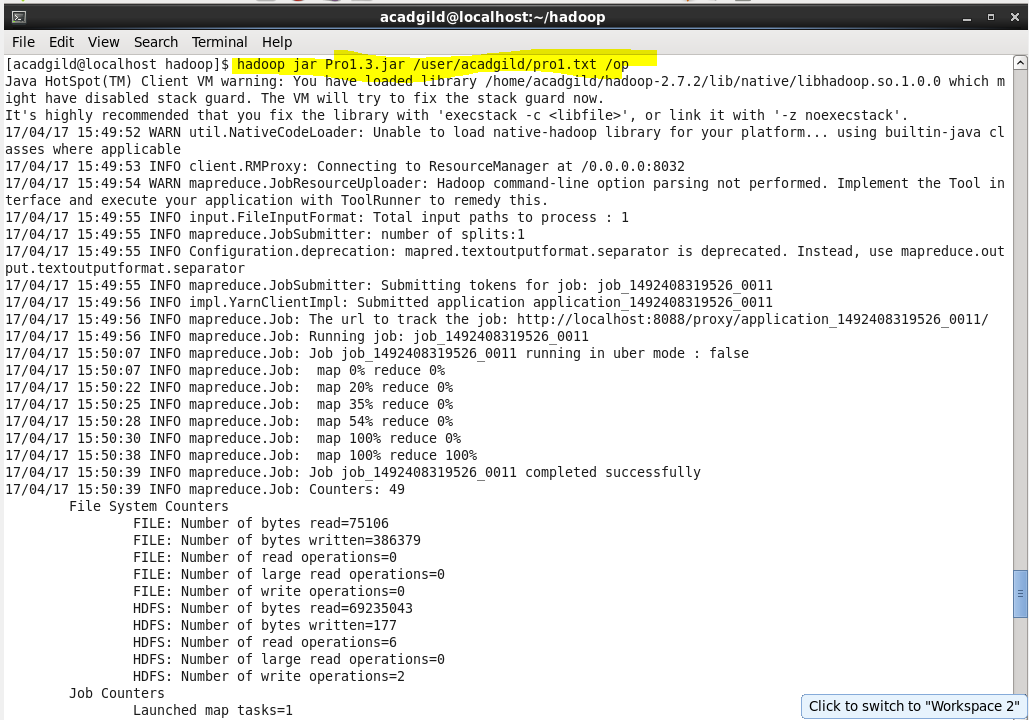 acadgild@localhost:~/hadoop
File Edit View Search Terminal Help
[acadgild@localhost hadoop]$ hadoop jar Pro1.3.jar /user/acadgild/pro1.txt /op
Java HotSpot(TM) Client VM warning: You have loaded library /home/acadgild/hadoop-2.7.2/lib/native/libhadoop.so.1.0.0 which m
ight have disabled stack guard. The VM will try to fix the stack guard now.
It's highly recommended that you fix the library with 'execstack -c <libfile>', or link it with '-z noexecstack'.
17/04/17 15:49:52 WARN util.NativeCodeLoader: Unable to load native-hadoop library for your platform... using builtin-java cl
asses where applicable
17/04/17 15:49:53 INFO client.RMProxy: Connecting to ResourceManager at /0.0.0.0:8032
17/04/17 15:49:54 WARN mapreduce.JobResourceUploader: Hadoop command-line option parsing not performed. Implement the Tool in
terface and execute your application with ToolRunner to remedy this.
17/04/17 15:49:55 INFO input.FileInputFormat: Total input paths to process : 1
17/04/17 15:49:55 INFO mapreduce.JobSubmitter: number of splits:1
17/04/17 15:49:55 INFO Configuration.deprecation: mapred.textoutputformat.separator is deprecated. Instead, use mapreduce.out
put.textoutputformat.separator
17/04/17 15:49:55 INFO mapreduce.JobSubmitter: Submitting tokens for job: job_1492408319526_0011
17/04/17 15:49:56 INFO impl.YarnClientImpl: Submitted application application_1492408319526_0011
17/04/17 15:49:56 INFO mapreduce.Job: The url to track the job: http://localhost:8088/proxy/application_1492408319526_0011/
17/04/17 15:49:56 INFO mapreduce.Job: Running job: job_1492408319526_0011
17/04/17 15:50:07 INFO mapreduce.Job: Job job_1492408319526_0011 running in uber mode : false
17/04/17 15:50:07 INFO mapreduce.Job:  map 0% reduce 0%
17/04/17 15:50:22 INFO mapreduce.Job:  map 20% reduce 0%
17/04/17 15:50:25 INFO mapreduce.Job:  map 35% reduce 0%
17/04/17 15:50:28 INFO mapreduce.Job:  map 54% reduce 0%
17/04/17 15:50:30 INFO mapreduce.Job:  map 100% reduce 0%
17/04/17 15:50:38 INFO mapreduce.Job:  map 100% reduce 100%
17/04/17 15:50:39 INFO mapreduce.Job: Job job_1492408319526_0011 completed successfully
17/04/17 15:50:39 INFO mapreduce.Job: Counters: 49
File System Counters
FILE: Number of bytes read=75106
FILE: Number of bytes written=386379
FILE: Number of read operations=0
FILE: Number of large read operations=0
FILE: Number of write operations=0
HDFS: Number of bytes read=69235043
HDFS: Number of bytes written=177
HDFS: Number of read operations=6
HDFS: Number of large read operations=0
HDFS: Number of write operations=2
Job Counters
Launched map tasks=1
Click to switch to "Workspace 2"